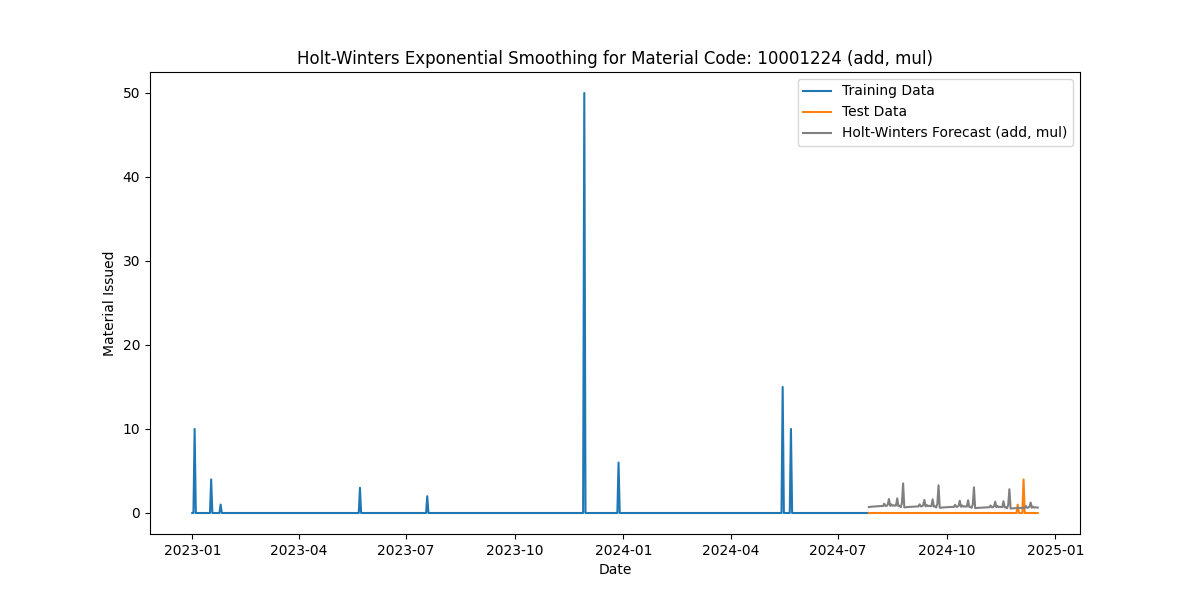 Holt-Winters Exponential Smoothing for Material Code: 10001224 (add, mul)
Training Data
Test Data
Holt-Winters Forecast (add, mul)
50
40
30
20
10
0
Material Issued
2023-01 2023-04 2023-07 2023-10 2024-01 2024-04 2024-07 2024-10 2025-01
Date